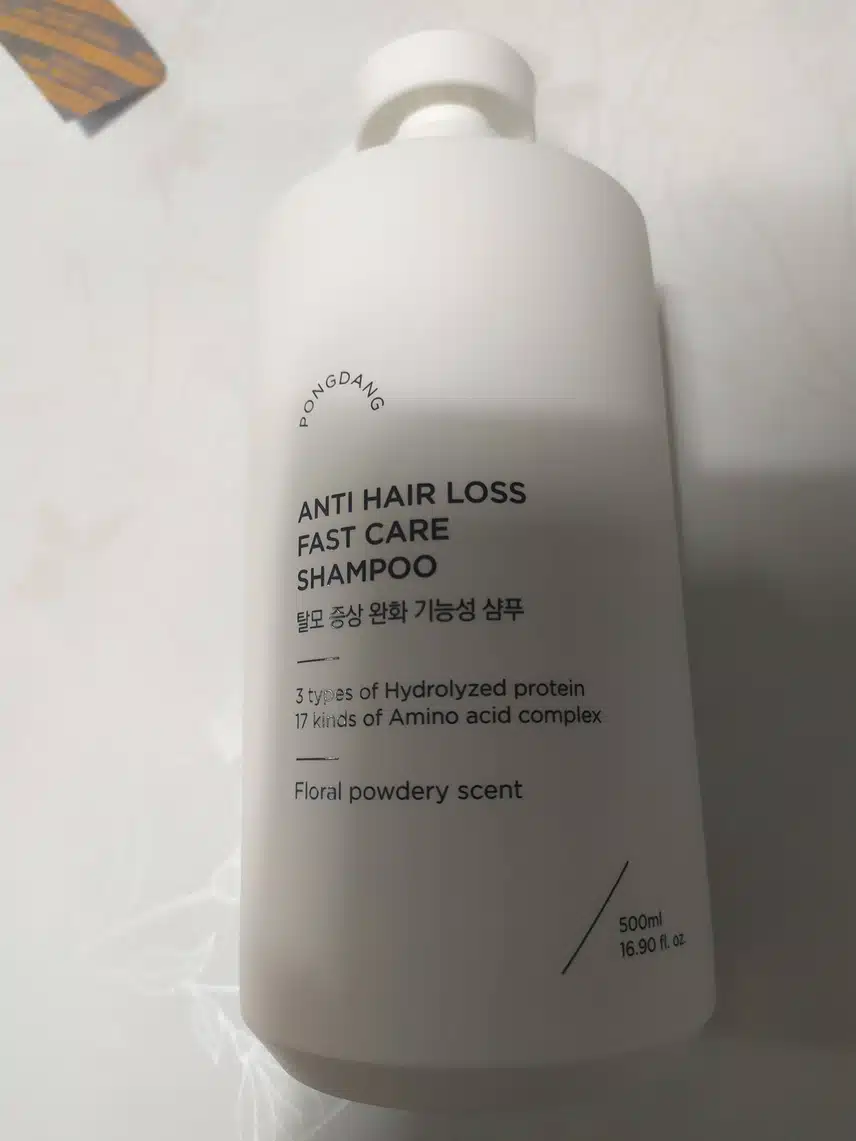 PONGDANG
ANTI HAIR LOSS
FAST CARE
SHAMPOO
탈모 증상 완화 기능성 샴푸
3 types of Hydrolyzed protein
17 kinds of Amino acid complex
Floral powdery scent
500ml
16.90 fl. oz